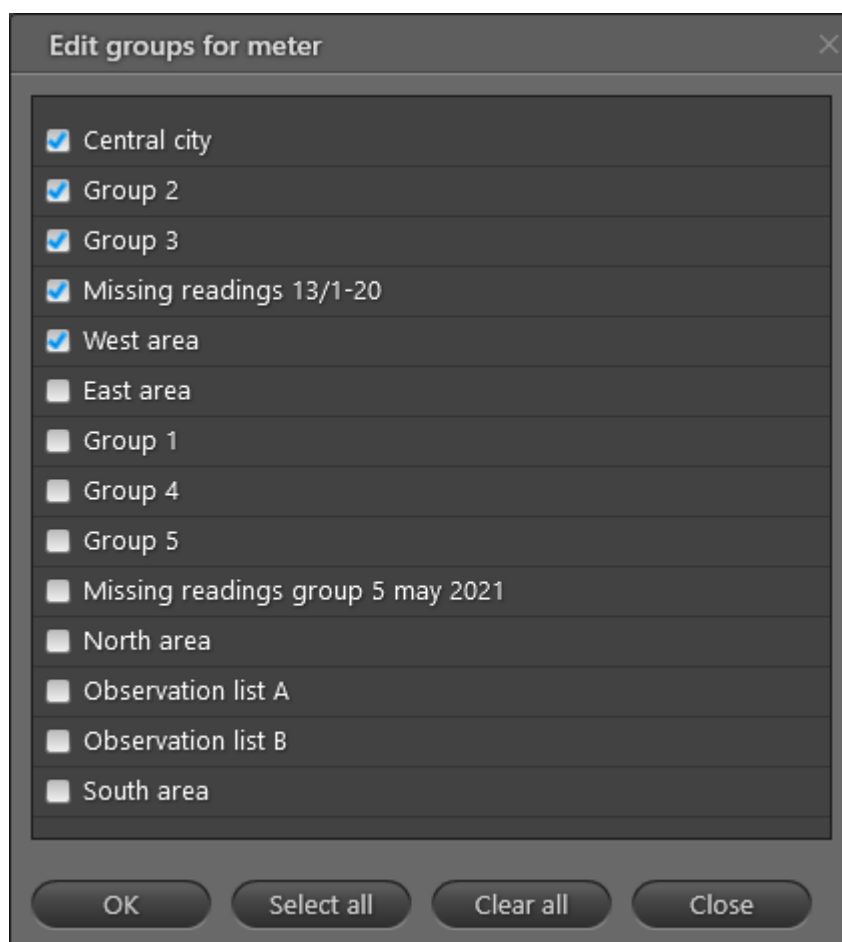 Edit groups for meter
Central city
Group 2
Group 3
Missing readings 13/1-20
West area
East area
Group 1
Group 4
Group 5
Missing readings group 5 may 2021
North area
Observation list A
Observation list B
South area
OK Select all Clear all Close